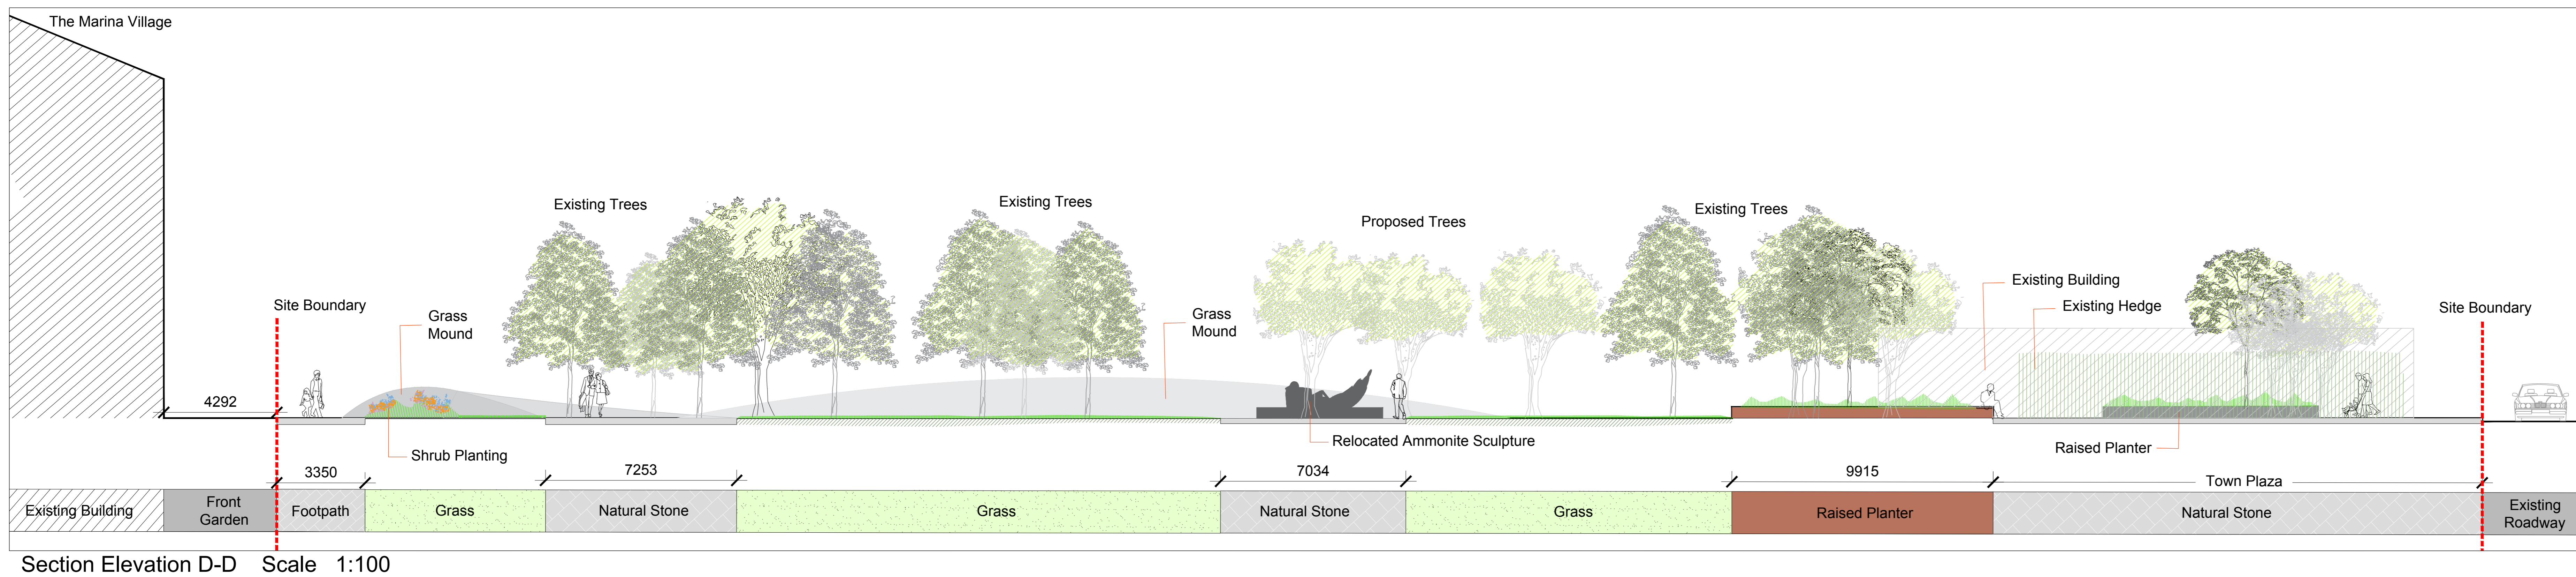 The Marina Village
Existing Trees
Existing Trees
Proposed Trees
Existing Trees
Existing Building
Existing Hedge
Site Boundary
Grass
Mound
Grass
Mound
Site Boundary
4292
Shrub Planting
Relocated Ammonite Sculpture
Raised Planter
3350
7253
7034
9915
Town Plaza
Existing Building
Front
Garden
Footpath
Grass
Natural Stone
Grass
Natural Stone
Grass
Raised Planter
Natural Stone
Existing
Roadway
Section Elevation D-D Scale 1:100